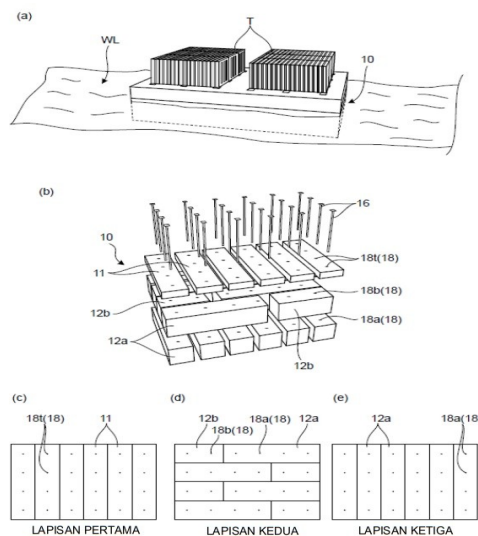 (a)
WL
T
10
(b)
16
10
11
18t(18)
18b(18)
12b
18a(18)
12a
12b
(c)
18t(18)
11
LAPISAN PERTAMA
(d)
12b
18a(18)
12a
18b(18)
LAPISAN KEDUA
(e)
12a
18a(18
LAPISAN KETIGA